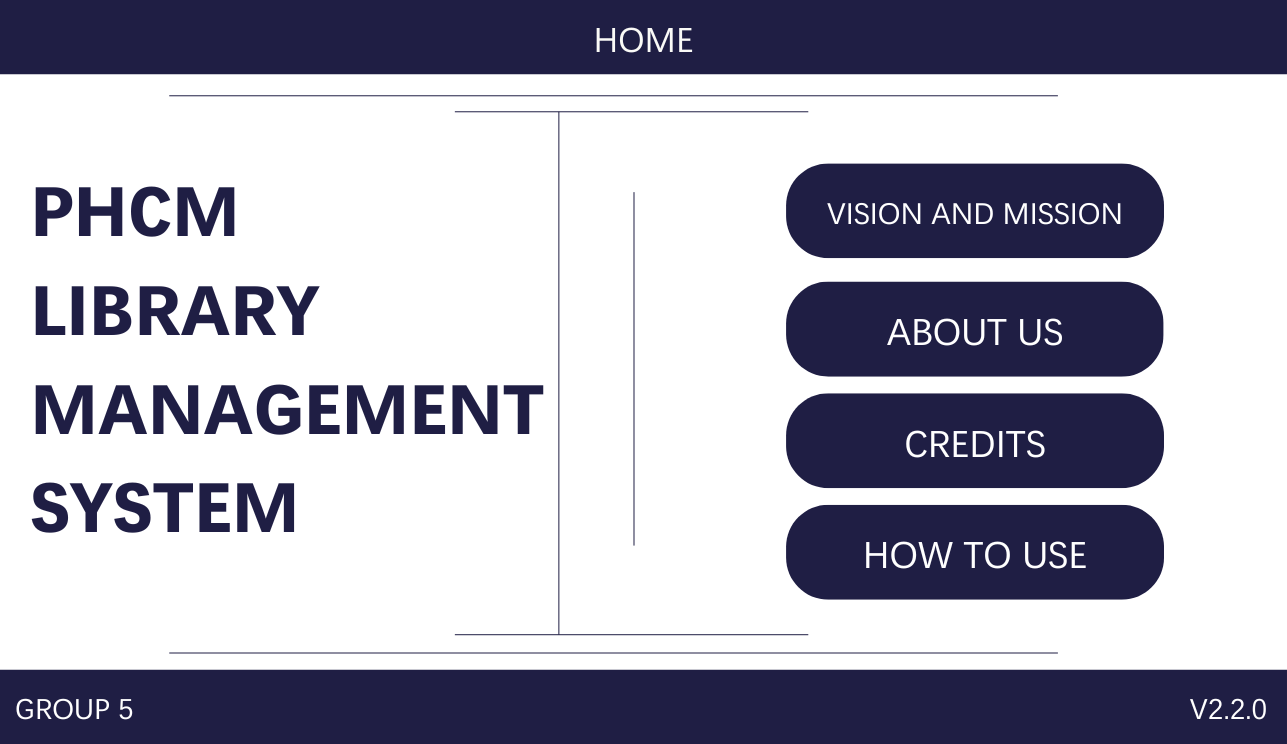 HOME
PHCM
LIBRARY
MANAGEMENT
SYSTEM
VISION AND MISSION
ABOUT US
CREDITS
HOW TO USE
GROUP 5
V2.2.0